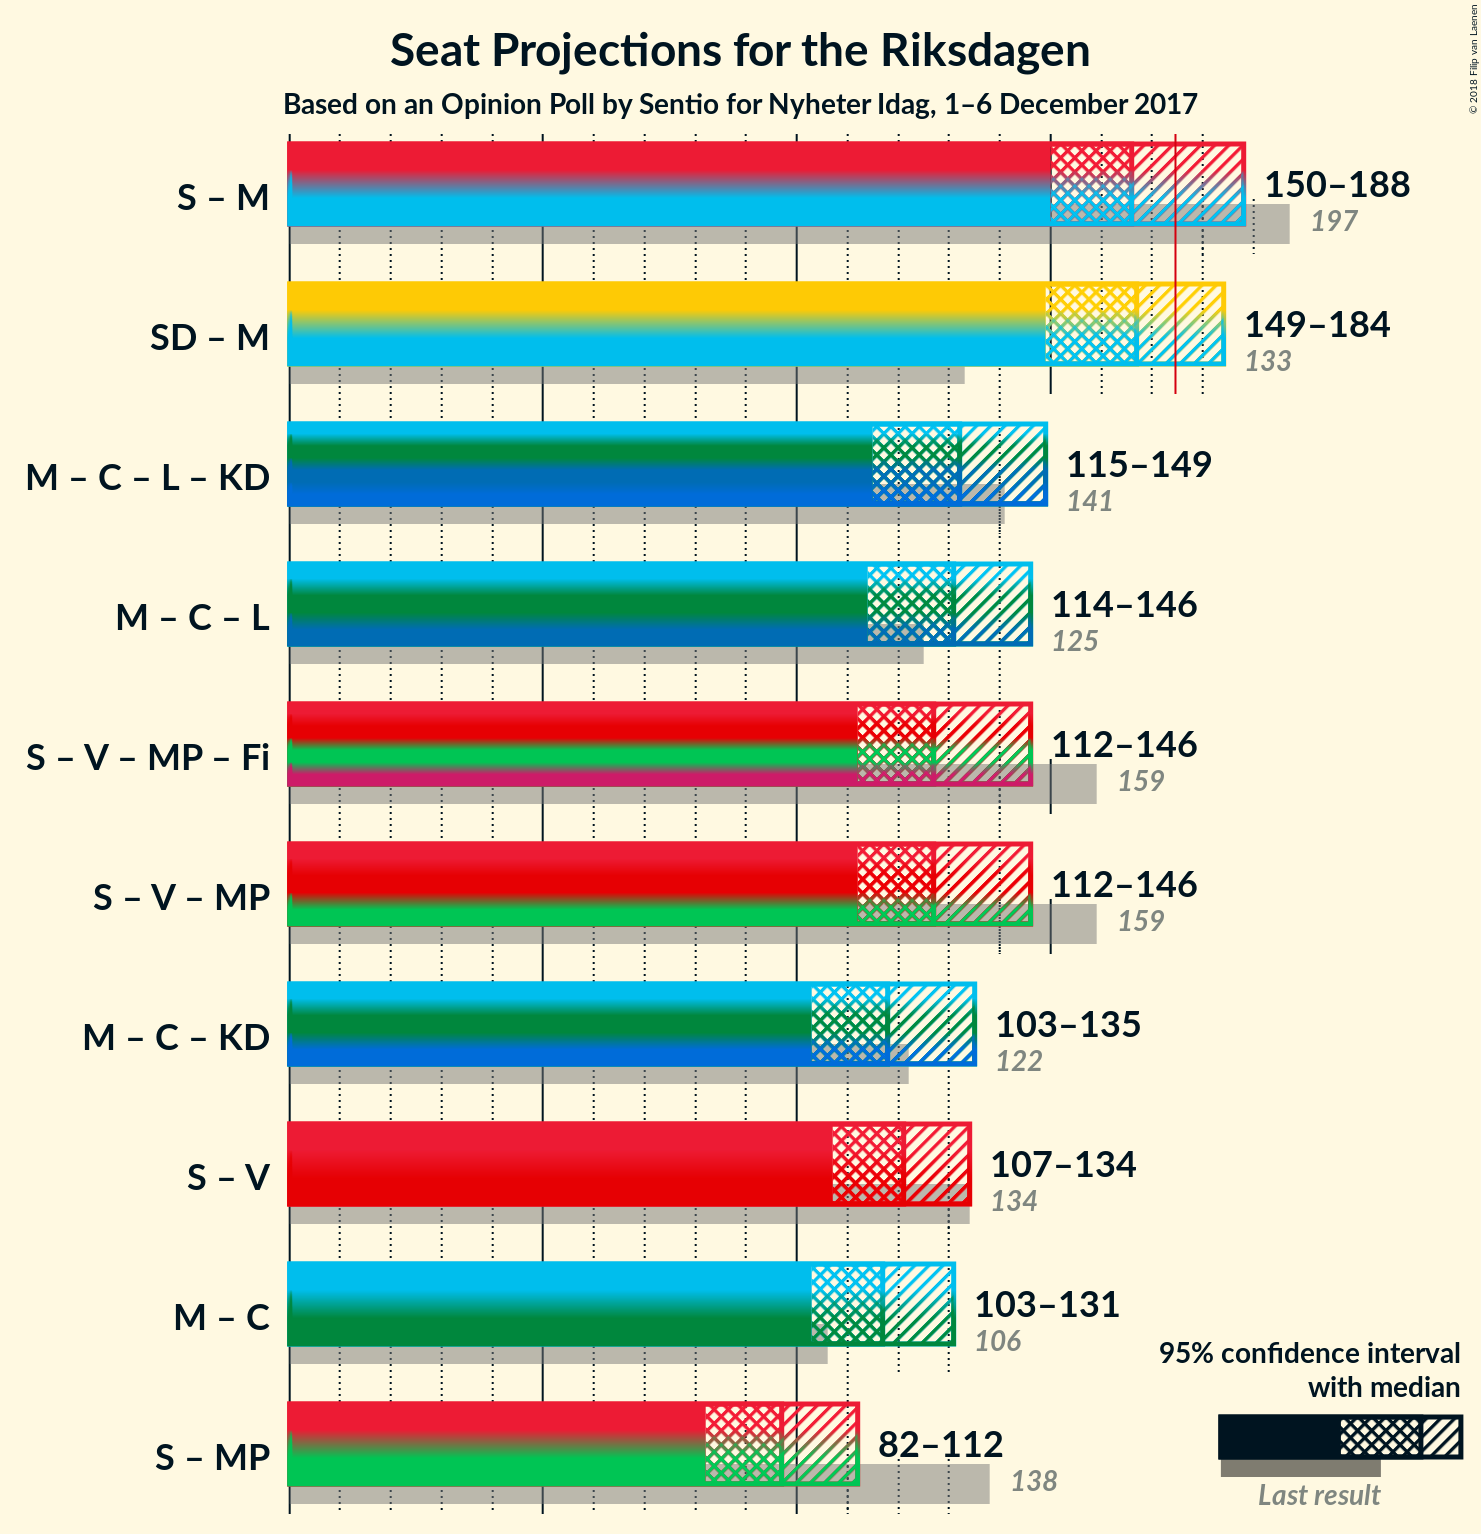 Seat Projections for the Riksdagen
Based on an Opinion Poll by Sentio for Nyheter Idag, 1–6 December 2017
© 2018 Filip van Laenen
S – M
150–188
197
SD – M
149–184
133
M – C – L – KD
115–149
141
M – C – L
114–146
125
S – V – MP – Fi
112–146
159
S – V – MP
112–146
159
M – C – KD
103–135
122
S – V
107–134
134
M – C
103–131
106
S – MP
82–112
138
95% confidence interval
with median
Last result